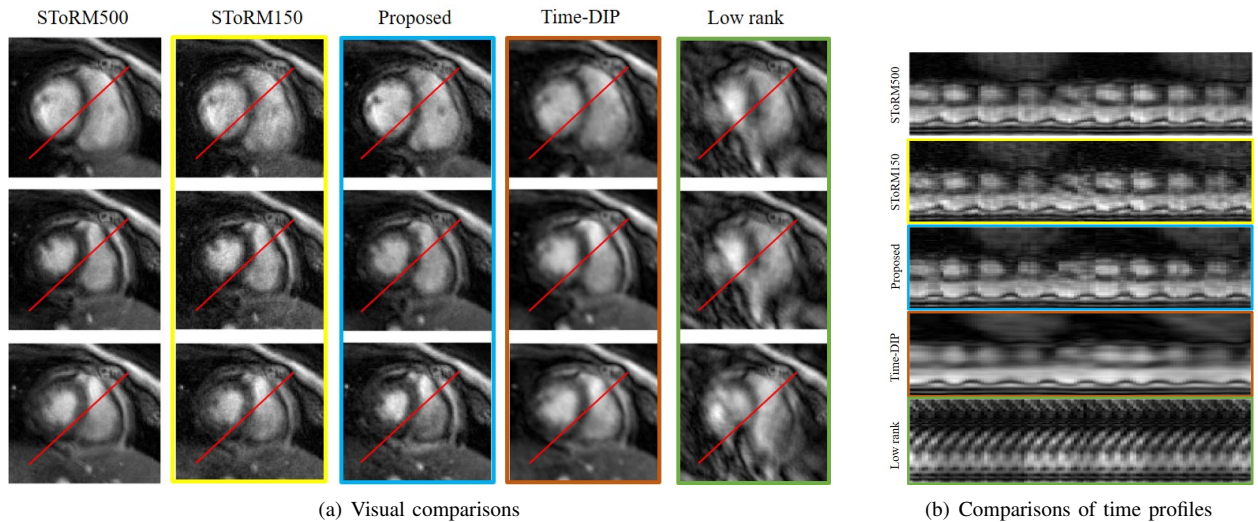 SToRM500 SToRM150 Proposed Time-DIP Low rank
SToRM500
SToRM150
Proposed
Time-DIP
Low rank
(a) Visual comparisons
(b) Comparisons of time profiles